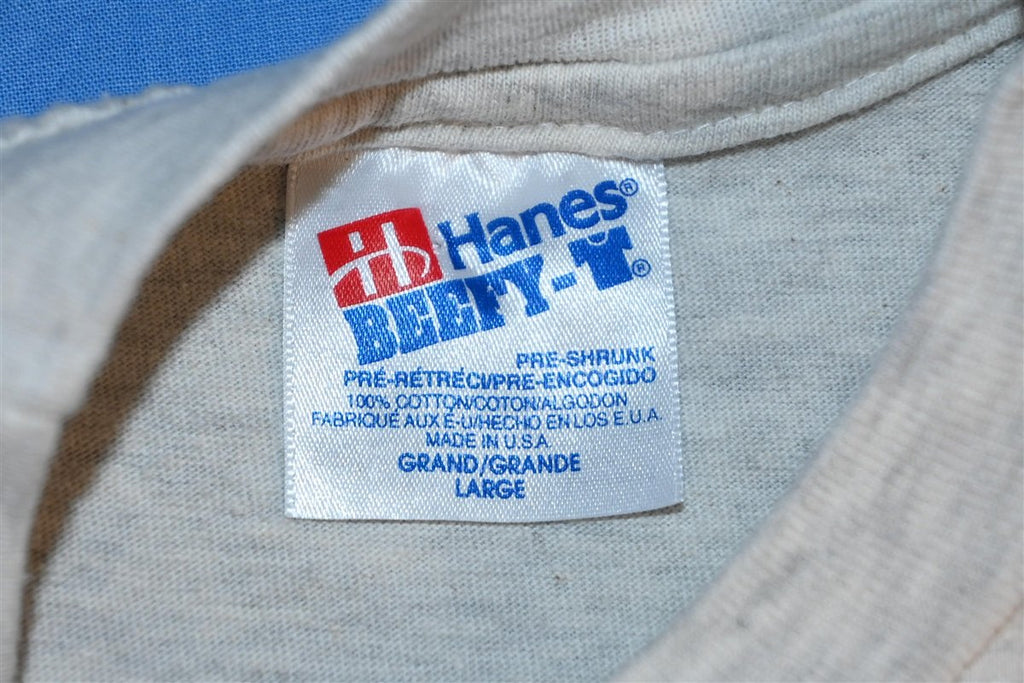 Hanes®
BEEFY-T®
PRE-SHRUNK
PRÉ-RÉTRÉCI/PRE-ENCOGIDO
100% COTTON/COTON/ALGODON
FABRIQUÉ AUX É-U/HECHO EN LOS E.U.A.
MADE IN U.S.A
GRAND/GRANDE
LARGE